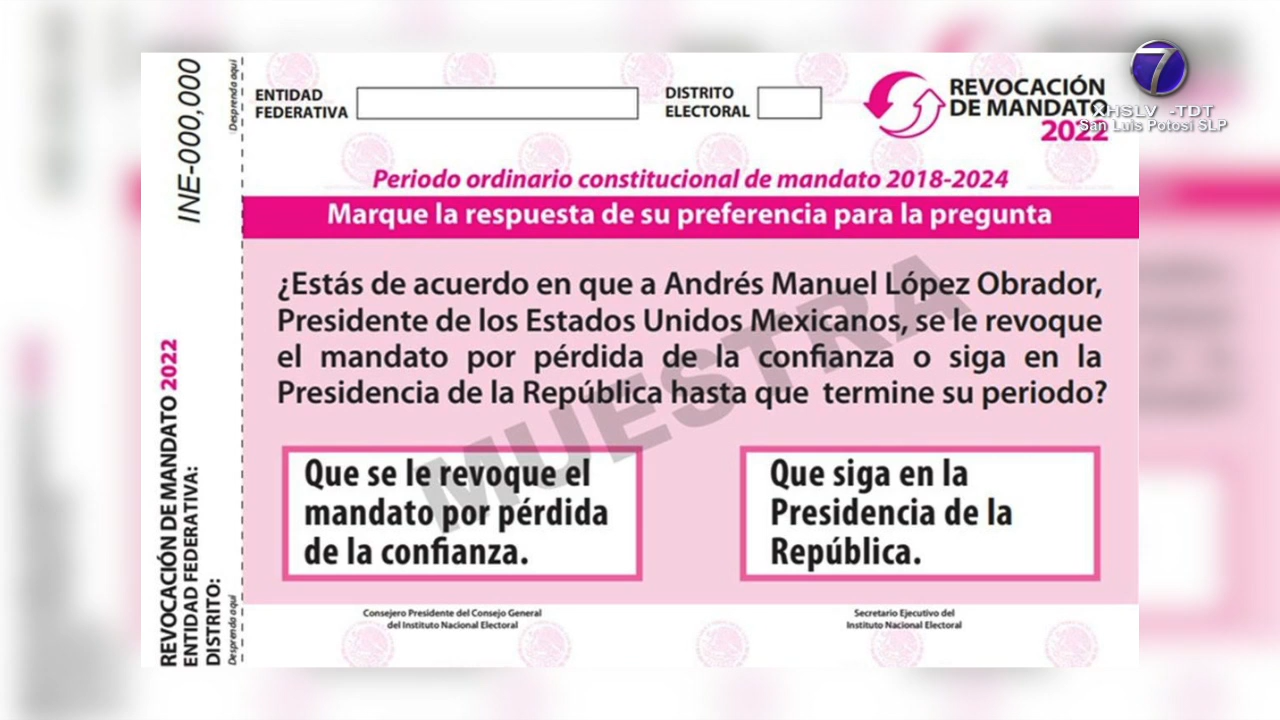 INE-000,000
Desprenda aquí
ENTIDAD
FEDERATIVA
DISTRITO
ELECTORAL
REVOCACIÓN
DE MANDATO
2022
7
XHSLV -TDT
San Luis Potosi SLP
Periodo ordinario constitucional de mandato 2018-2024
Marque la respuesta de su preferencia para la pregunta
¿Estás de acuerdo en que a Andrés Manuel López Obrador,
Presidente de los Estados Unidos Mexicanos, se le revoque
el mandato por pérdida de la confianza o siga en la
Presidencia de la República hasta que termine su periodo?
MUESTRA
Que se le revoque el
mandato por pérdida
de la confianza.
Que siga en la
Presidencia de la
República.
Consejero Presidente del Consejo General
del Instituto Nacional Electoral
Secretario Ejecutivo del
Instituto Nacional Electoral
REVOCACIÓN DE MANDATO 2022
ENTIDAD FEDERATIVA:
DISTRITO:
Desprenda aquí